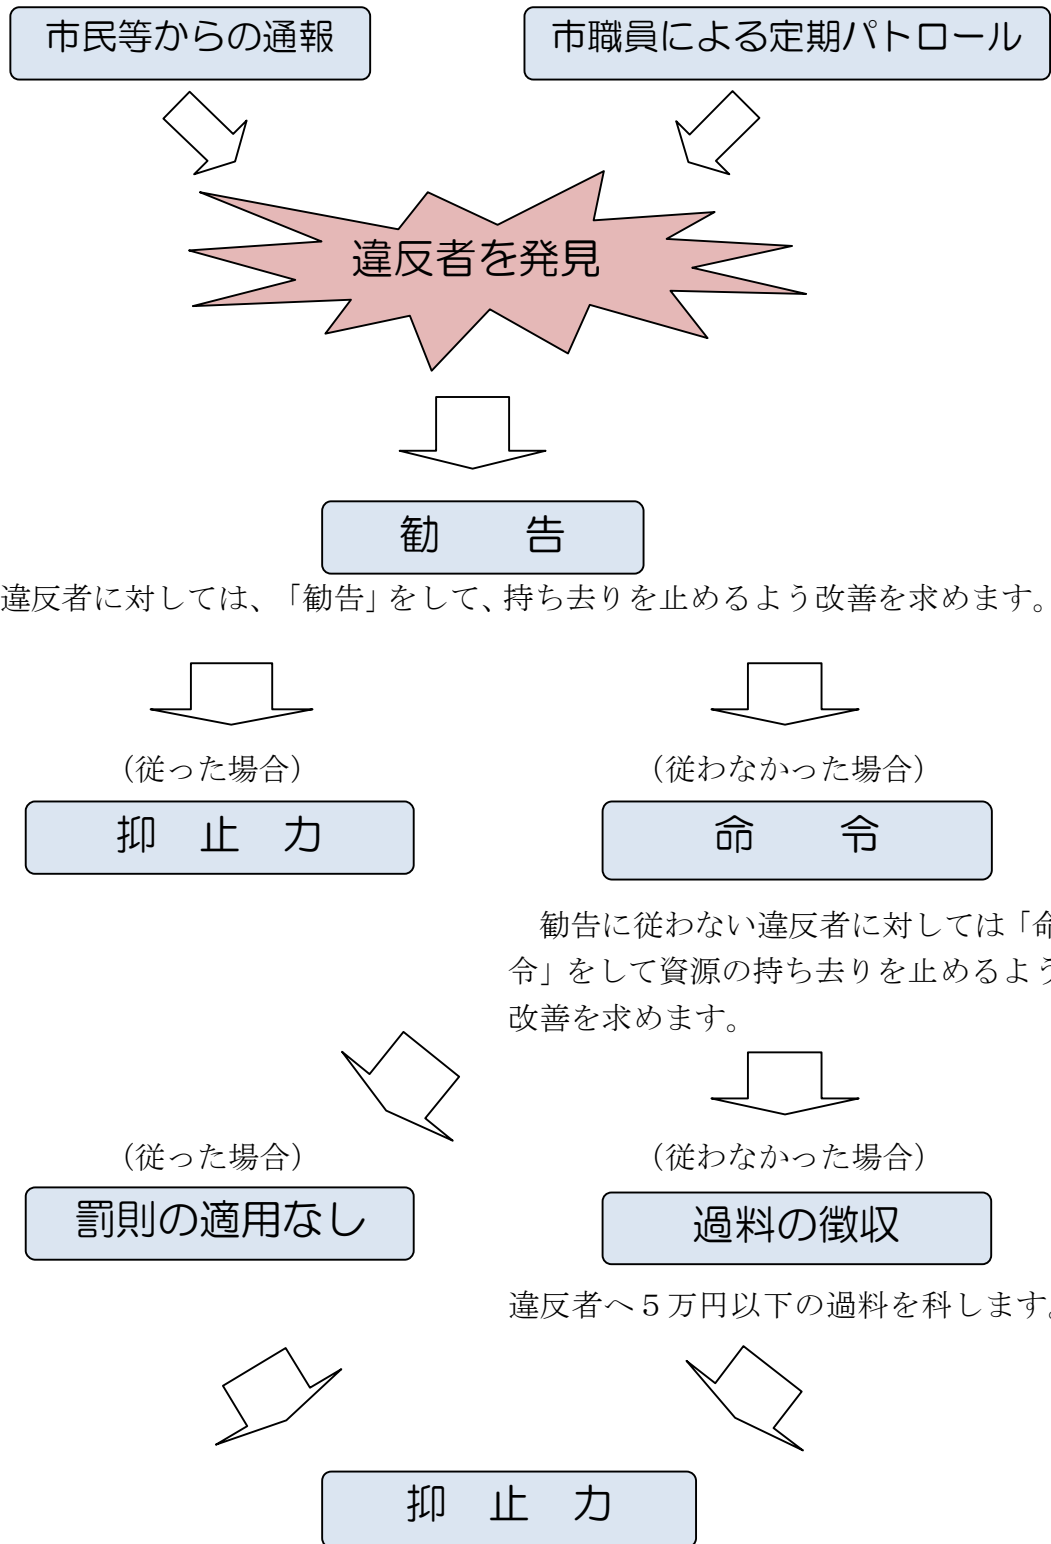 市民等からの通報
市職員による定期パトロール
違反者を発見
勧　告
違反者に対しては、「勧告」をして、持ち去りを止めるよう改善を求めます。
（従った場合）
（従わなかった場合）
抑　止　力
命　令
勧告に従わない違反者に対しては「命
令」をして資源の持ち去りを止めるよう
改善を求めます。
（従った場合）
（従わなかった場合）
罰則の適用なし
過料の徴収
違反者へ５万円以下の過料を科します。
抑　止　力